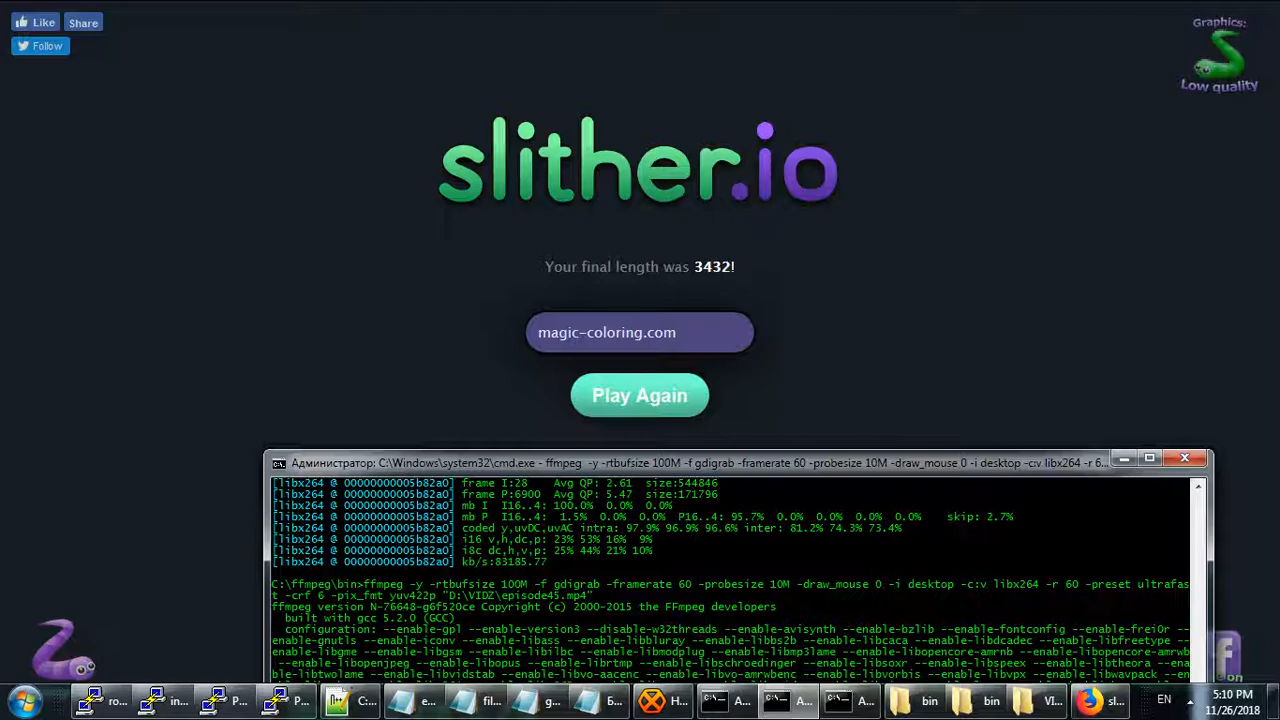 Like Share
Follow
Graphics:
Low quality
slither.io
Your final length was 3432!
magic-coloring.com
Play Again
Администратор: C:\Windows\system32\cmd.exe - ffmpeg -y -rtbufsize 100M -f gdigrab -framerate 60 -probesize 10M -draw_mouse 0 -i desktop -c:v libx264 -r 6...
[libx264 @ 00000000005b82a0] frame I:28 Avg QP: 2.61 size:544846
[libx264 @ 00000000005b82a0] frame P:6900 Avg QP: 5.47 size:171796
[libx264 @ 00000000005b82a0] mb I I16..4: 100.0% 0.0% 0.0%
[libx264 @ 00000000005b82a0] mb P I16..4: 1.5% 0.0% 0.0% P16..4: 95.7% 0.0% 0.0% 0.0% 0.0% skip: 2.7%
[libx264 @ 00000000005b82a0] coded y,uvDC,uvAC intra: 97.9% 96.9% 96.6% inter: 81.2% 74.3% 73.4%
[libx264 @ 00000000005b82a0] i16 v,h,dc,p: 23% 53% 16% 9%
[libx264 @ 00000000005b82a0] i8c dc,h,v,p: 25% 44% 21% 10%
[libx264 @ 00000000005b82a0] kb/s:83185.77
C:\ffmpeg\bin>ffmpeg -y -rtbufsize 100M -f gdigrab -framerate 60 -probesize 10M -draw_mouse 0 -i desktop -c:v libx264 -r 60 -preset ultrafas
t -crf 6 -pix_fmt yuv422p "D:\VIDZ\episode45.mp4"
ffmpeg version N-76648-g6f520ce Copyright (c) 2000-2015 the FFmpeg developers
built with gcc 5.2.0 (GCC)
configuration: --enable-gpl --enable-version3 --disable-w32threads --enable-avisynth --enable-bzlib --enable-fontconfig --enable-frei0r --
enable-gnutls --enable-iconv --enable-libass --enable-libbluray --enable-libbs2b --enable-libcaca --enable-libdcadec --enable-libfreetype --
enable-libgme --enable-libgsm --enable-libilbc --enable-libmodplug --enable-libmp3lame --enable-libopencore-amrnb --enable-libopencore-amrwb
--enable-libopenjpeg --enable-libopus --enable-librtmp --enable-libschroedinger --enable-libsoxr --enable-libspeex --enable-libtheora --enab
le-libtwolame --enable-libvidstab --enable-libvo-aacenc --enable-libvo-amrwbenc --enable-libvorbis --enable-libvpx --enable-libwavpack --ena
on
ro... in... P... P... C:... e... fil... g... Б... H... A... A... A... bin bin VI... sl... EN 5:10 PM
11/26/2018